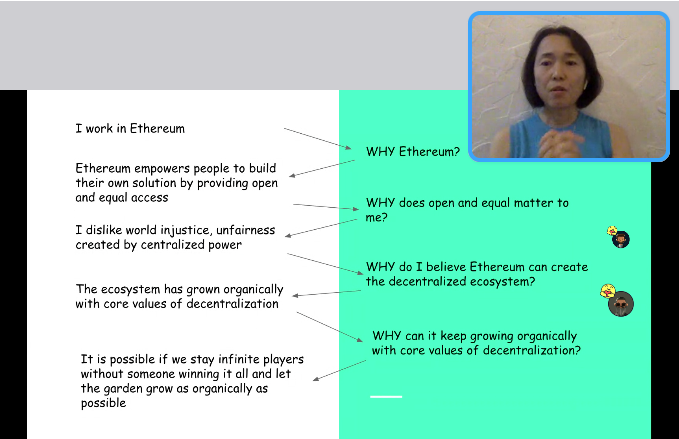 I work in Ethereum
WHY Ethereum?
Ethereum empowers people to build
their own solution by providing open
and equal access
WHY does open and equal matter to
me?
I dislike world injustice, unfairness
created by centralized power
WHY do I believe Ethereum can create
the decentralized ecosystem?
The ecosystem has grown organically
with core values of decentralization
WHY can it keep growing organically
with core values of decentralization?
It is possible if we stay infinite players
without someone winning it all and let
the garden grow as organically as
possible